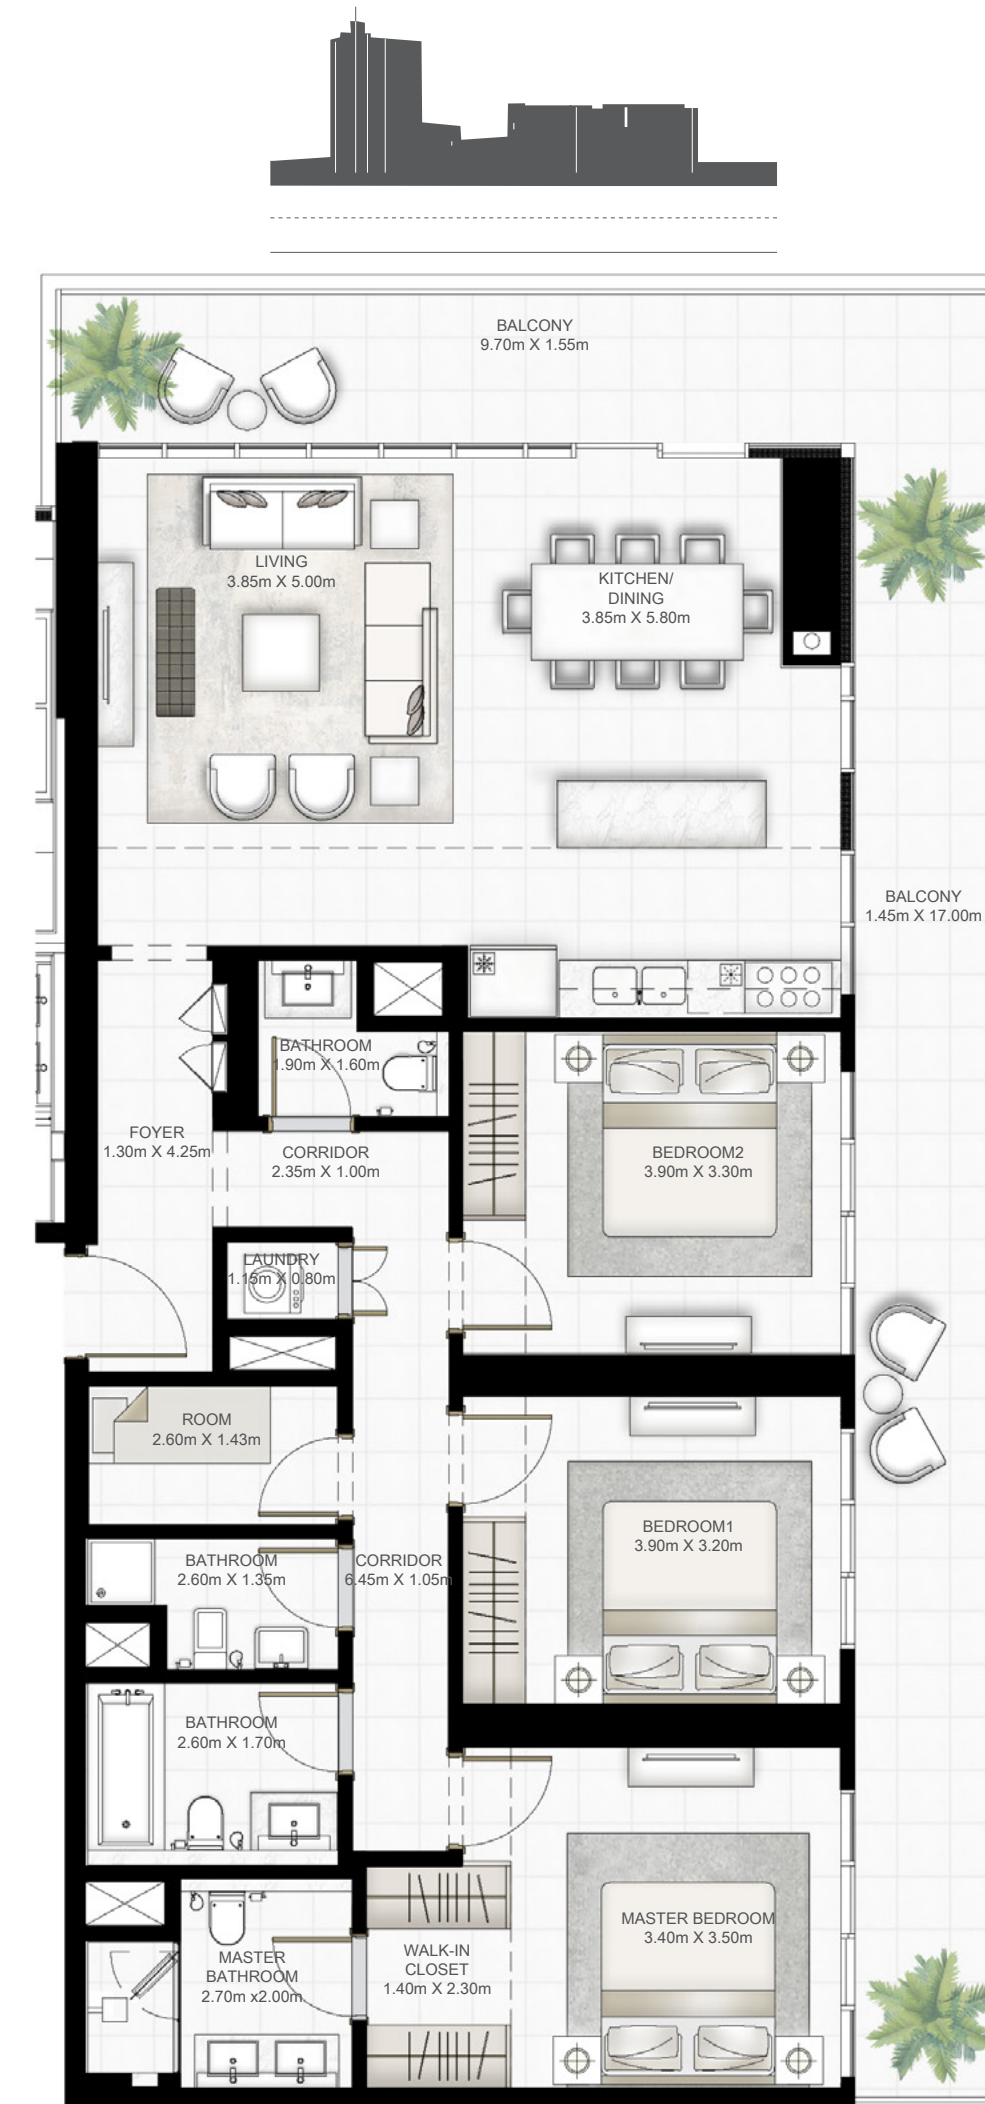 BALCONY
9.70m X 1.55m
LIVING
3.85m X 5.00m
KITCHEN/
DINING
3.85m X 5.80m
BALCONY
1.45m X 17.00m
BATHROOM
1.90m X 1.60m
FOYER
1.30m X 4.25m
CORRIDOR
2.35m X 1.00m
BEDROOM2
3.90m X 3.30m
LAUNDRY
1.15m X 0.80m
ROOM
2.60m X 1.43m
BEDROOM1
3.90m X 3.20m
BATHROOM
2.60m X 1.35m
CORRIDOR
6.45m X 1.05m
BATHROOM
2.60m X 1.70m
MASTER BEDROOM
3.40m X 3.50m
WALK-IN
CLOSET
1.40m X 2.30m
MASTER
BATHROOM
2.70m x2.00m